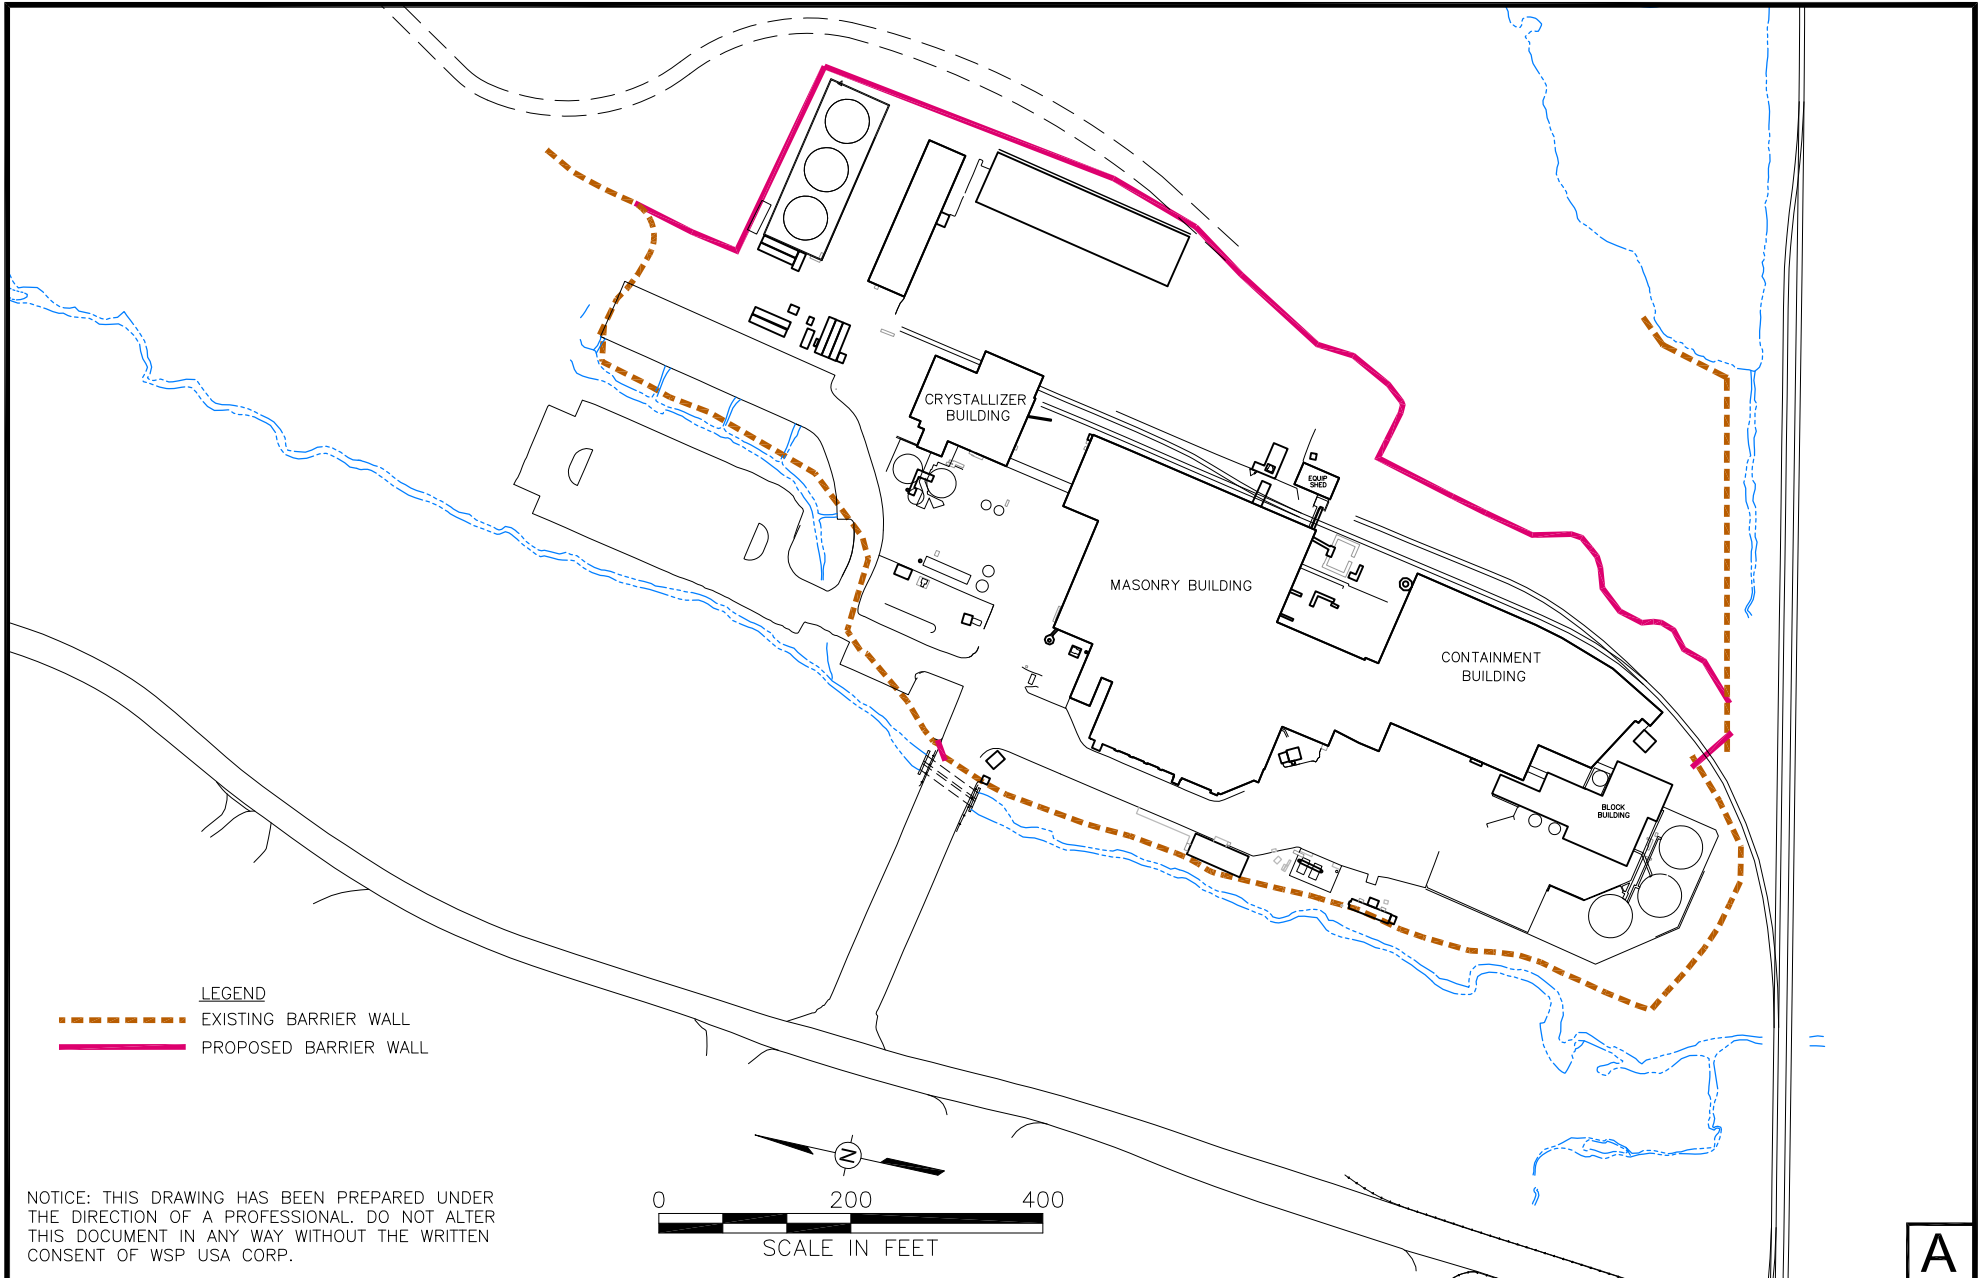 CRYSTALLIZER
BUILDING
EQUIP
SHED
MASONRY BUILDING
CONTAINMENT
BUILDING
BLOCK
BUILDING
LEGEND
EXISTING BARRIER WALL
PROPOSED BARRIER WALL
N
NOTICE: THIS DRAWING HAS BEEN PREPARED UNDER
THE DIRECTION OF A PROFESSIONAL. DO NOT ALTER
THIS DOCUMENT IN ANY WAY WITHOUT THE WRITTEN
CONSENT OF WSP USA CORP.
0 200 400
SCALE IN FEET
A